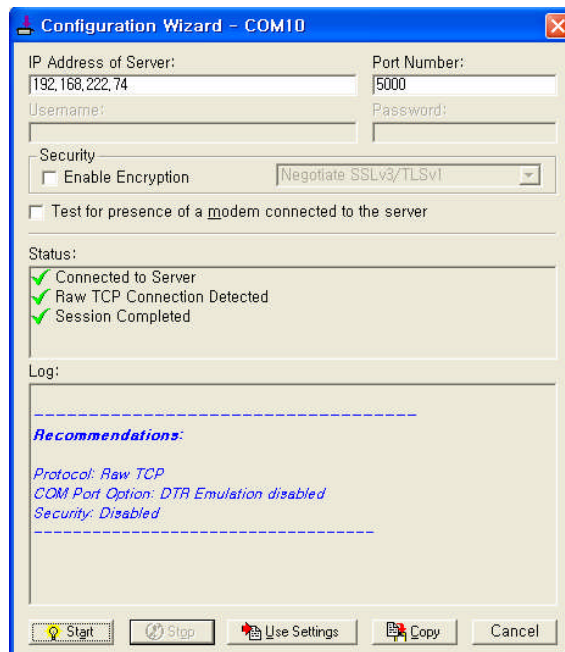 Configuration Wizard - COM10
IP Address of Server: Port Number:
192,168,222,74 5000
Username: Password:
Security
Enable Encryption Negotiate SSLv3/TLSv1
Test for presence of a modem connected to the server
Status:
Connected to Server
Raw TCP Connection Detected
Session Completed
Log:
Recommendations:
Protocol: Raw TCP
COM Port Option: DTR Emulation disabled
Security: Disabled
Start Stop Use Settings Copy Cancel